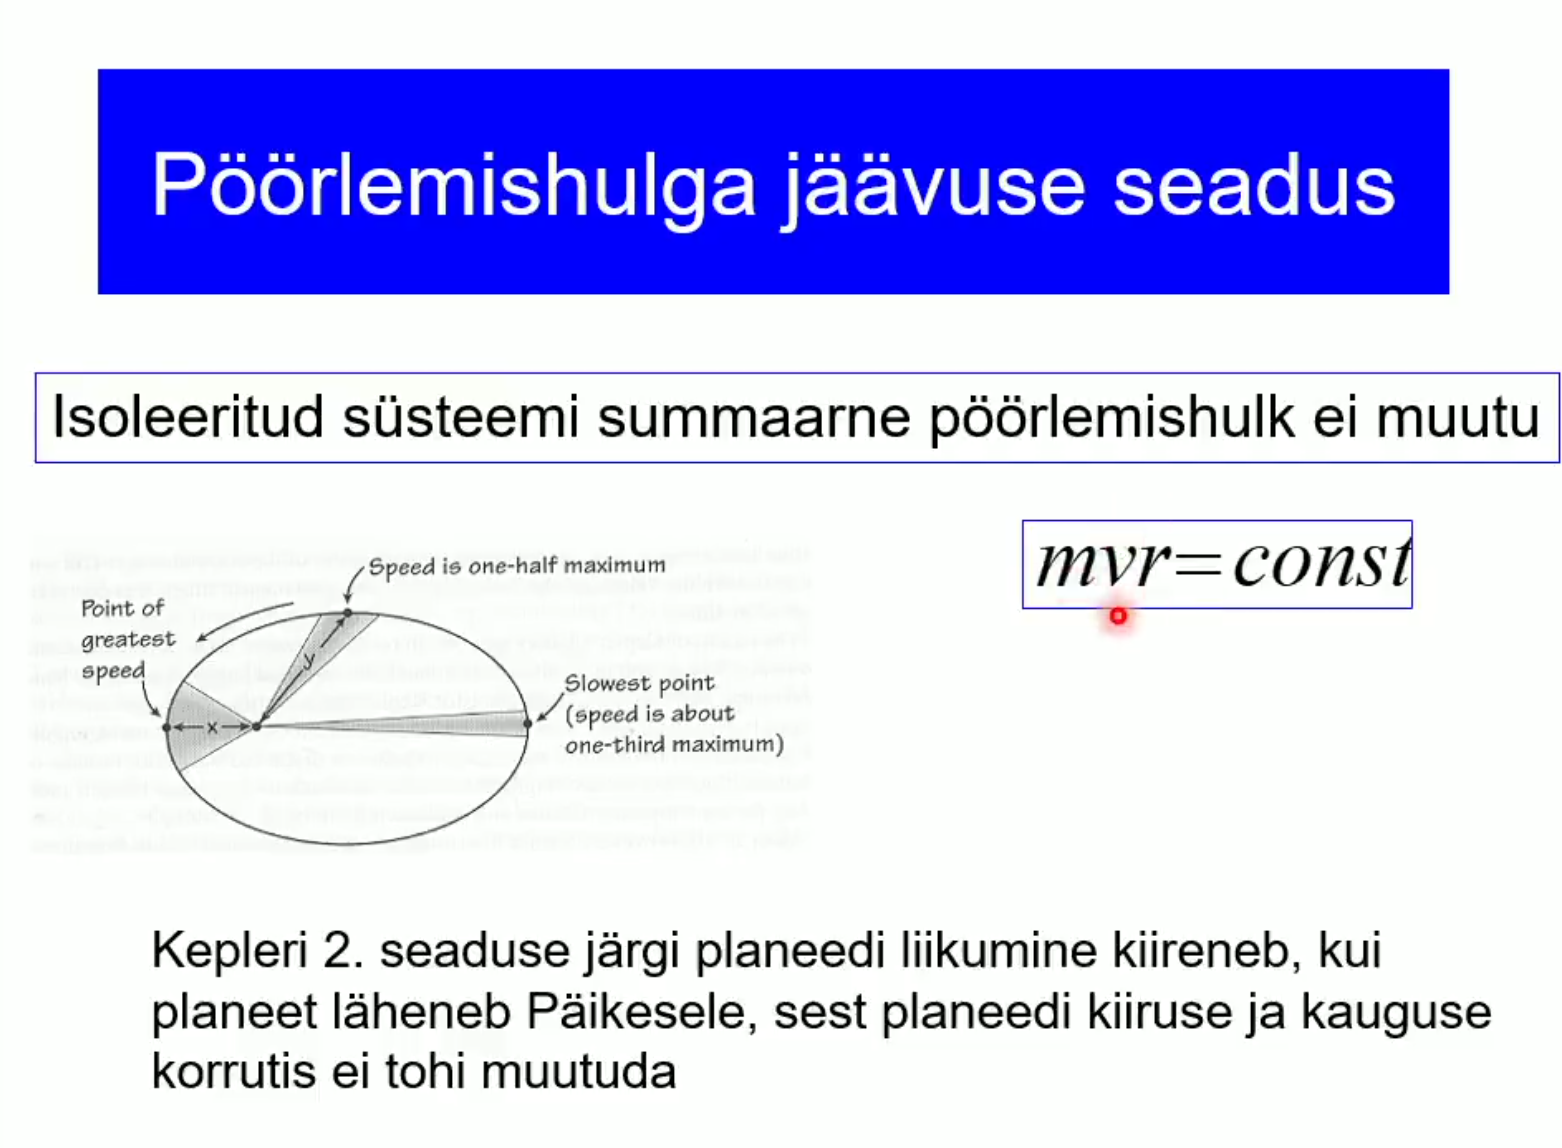 Pöörlemishulga jäävuse seadus
Isoleeritud süsteemi summaarne pöörlemishulk ei muutu
mvr=const
Speed is one-half maximum
Point of
greatest
speed
y
x
Slowest point
(speed is about
one-third maximum)
Kepleri 2. seaduse järgi planeedi liikumine kiireneb, kui
planeet läheneb Päikesele, sest planeedi kiiruse ja kauguse
korrutis ei tohi muutuda